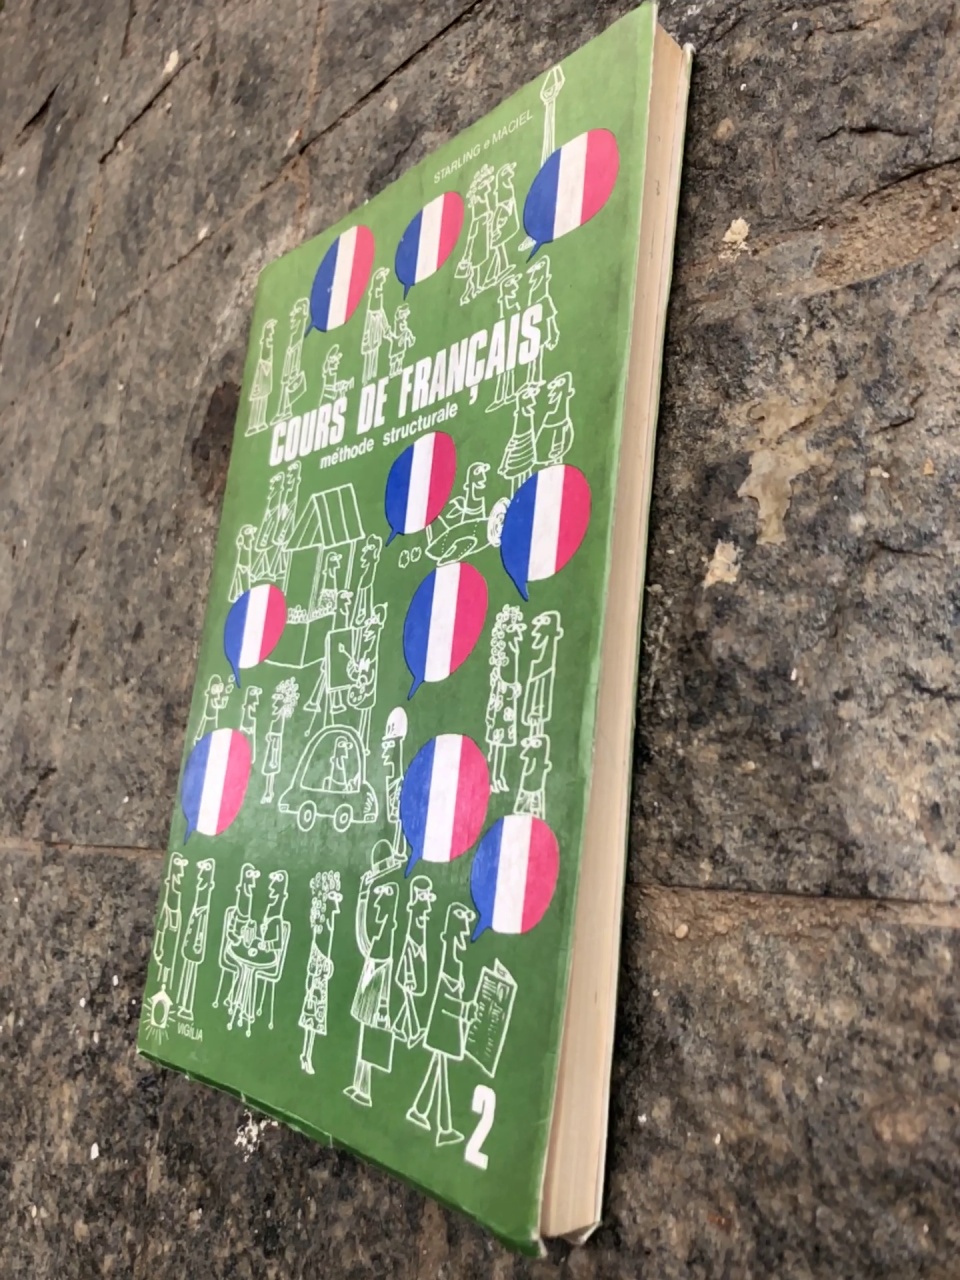 STARLING e MACIEL
COURS DE FRANÇAIS
méthode structurale
VIGÍLIA
2